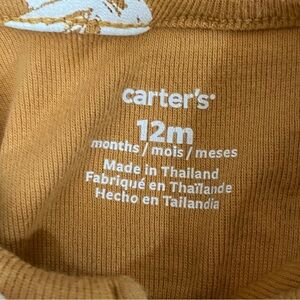 carter's
12m
months / mois / meses
Made in Thailand
Fabriqué en Thaïlande
Hecho en Tailandia